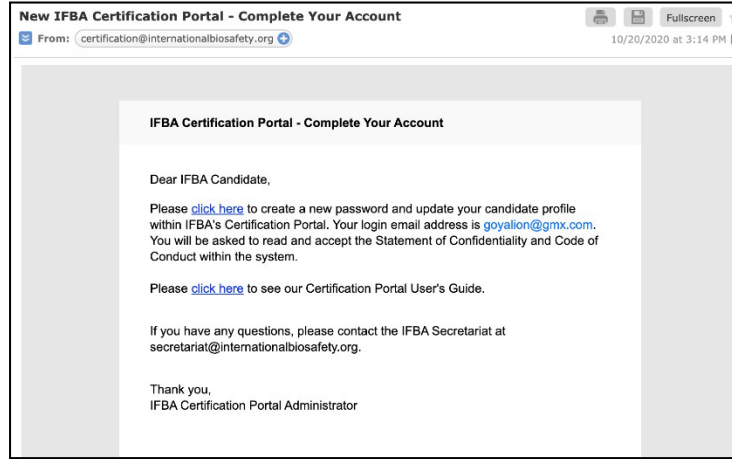 New IFBA Certification Portal - Complete Your Account
Fullscreen
From: certification@internationalbiosafety.org
10/20/2020 at 3:14 PM
IFBA Certification Portal - Complete Your Account
Dear IFBA Candidate,
Please click here to create a new password and update your candidate profile
within IFBA's Certification Portal. Your login email address is goyalion@gmx.com.
You will be asked to read and accept the Statement of Confidentiality and Code of
Conduct within the system.
Please click here to see our Certification Portal User's Guide.
If you have any questions, please contact the IFBA Secretariat at
secretariat@internationalbiosafety.org.
Thank you,
IFBA Certification Portal Administrator